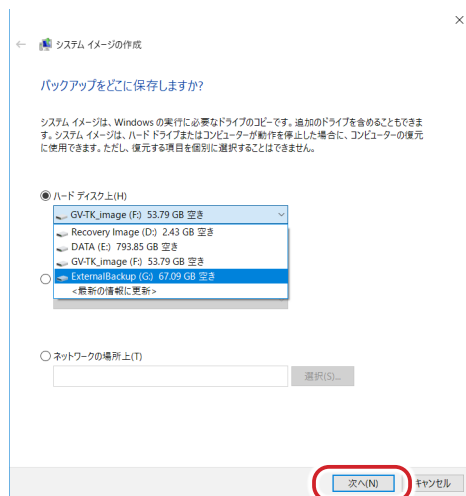 システム イメージの作成
バックアップをどこに保存しますか?
システム イメージは、Windows の実行に必要なドライブのコピーです。追加のドライブを含めることもできま
す。システム イメージは、ハード ドライブまたはコンピューターが動作を停止した場合に、コンピューターの復元
に使用できます。ただし、復元する項目を個別に選択することはできません。
ハード ディスク上(H)
GV-TK_image (F:) 53.79 GB 空き
Recovery Image (D:) 2.43 GB 空き
DATA (E:) 793.85 GB 空き
GV-TK_image (F:) 53.79 GB 空き
ExternalBackup (G:) 67.09 GB 空き
<最新の情報に更新>
ネットワークの場所上(T)
選択(S)...
次へ(N)
キャンセル